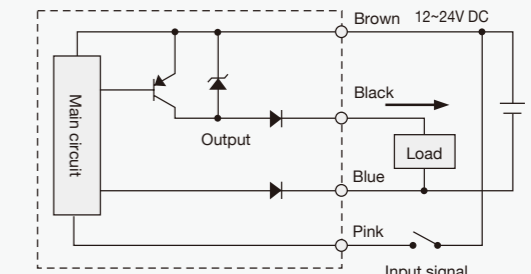 Brown 12~24V DC
Black
Main circuit
Output
Load
Blue
Pink
Input signal